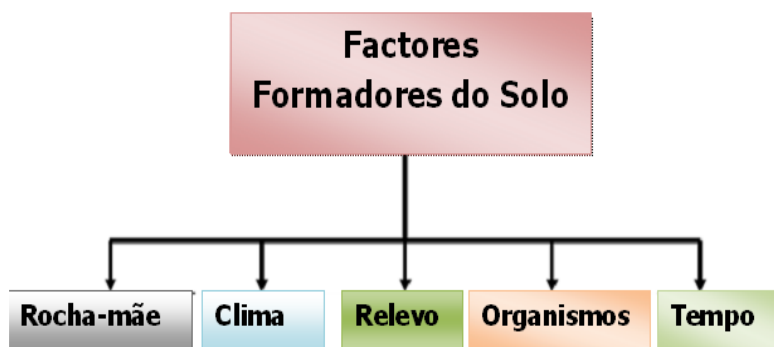 Factores
Formadores do Solo
Rocha-mãe
Clima
Relevo
Organismos
Tempo